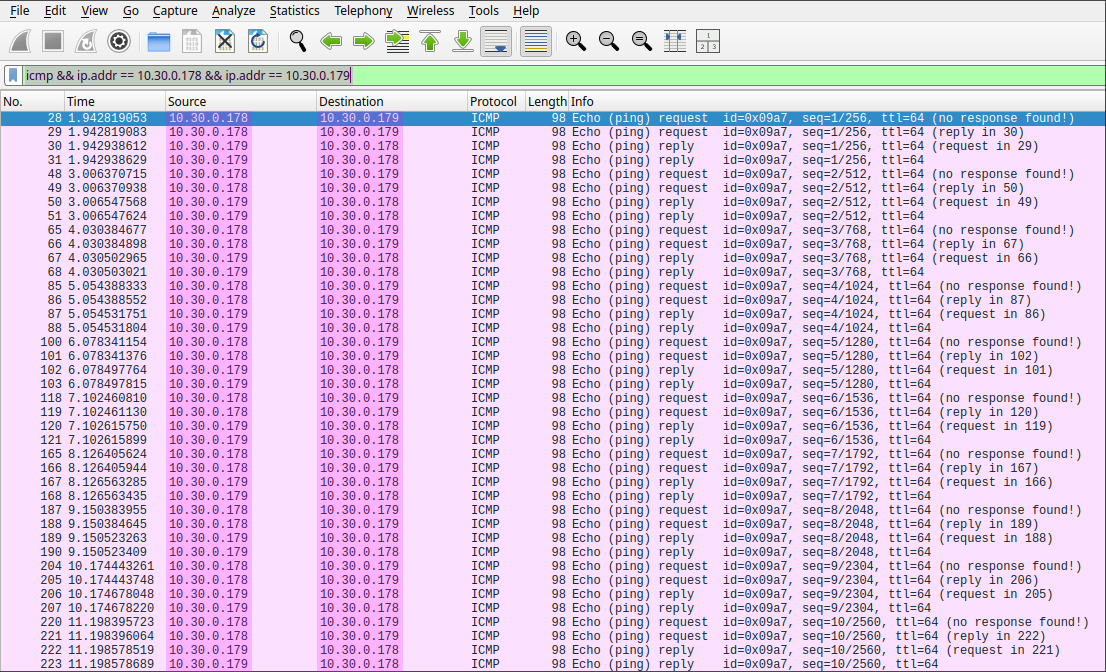 File Edit View Go Capture Analyze Statistics Telephony Wireless Tools Help
icmp && ip.addr == 10.30.0.178 && ip.addr == 10.30.0.179
No. Time Source Destination Protocol Length Info
28 1.942819053 10.30.0.178 10.30.0.179 ICMP 98 Echo (ping) request id=0x09a7, seq=1/256, ttl=64 (no response found!)
29 1.942819083 10.30.0.178 10.30.0.179 ICMP 98 Echo (ping) request id=0x09a7, seq=1/256, ttl=64 (reply in 30)
30 1.942938612 10.30.0.179 10.30.0.178 ICMP 98 Echo (ping) reply id=0x09a7, seq=1/256, ttl=64 (request in 29)
31 1.942938629 10.30.0.179 10.30.0.178 ICMP 98 Echo (ping) reply id=0x09a7, seq=1/256, ttl=64
48 3.006370715 10.30.0.178 10.30.0.179 ICMP 98 Echo (ping) request id=0x09a7, seq=2/512, ttl=64 (no response found!)
49 3.006370938 10.30.0.178 10.30.0.179 ICMP 98 Echo (ping) request id=0x09a7, seq=2/512, ttl=64 (reply in 50)
50 3.006547568 10.30.0.179 10.30.0.178 ICMP 98 Echo (ping) reply id=0x09a7, seq=2/512, ttl=64 (request in 49)
51 3.006547624 10.30.0.179 10.30.0.178 ICMP 98 Echo (ping) reply id=0x09a7, seq=2/512, ttl=64
65 4.030384677 10.30.0.178 10.30.0.179 ICMP 98 Echo (ping) request id=0x09a7, seq=3/768, ttl=64 (no response found!)
66 4.030384898 10.30.0.178 10.30.0.179 ICMP 98 Echo (ping) request id=0x09a7, seq=3/768, ttl=64 (reply in 67)
67 4.030502965 10.30.0.179 10.30.0.178 ICMP 98 Echo (ping) reply id=0x09a7, seq=3/768, ttl=64 (request in 66)
68 4.030503021 10.30.0.179 10.30.0.178 ICMP 98 Echo (ping) reply id=0x09a7, seq=3/768, ttl=64
85 5.054388333 10.30.0.178 10.30.0.179 ICMP 98 Echo (ping) request id=0x09a7, seq=4/1024, ttl=64 (no response found!)
86 5.054388552 10.30.0.178 10.30.0.179 ICMP 98 Echo (ping) request id=0x09a7, seq=4/1024, ttl=64 (reply in 87)
87 5.054531751 10.30.0.179 10.30.0.178 ICMP 98 Echo (ping) reply id=0x09a7, seq=4/1024, ttl=64 (request in 86)
88 5.054531804 10.30.0.179 10.30.0.178 ICMP 98 Echo (ping) reply id=0x09a7, seq=4/1024, ttl=64
100 6.078341154 10.30.0.178 10.30.0.179 ICMP 98 Echo (ping) request id=0x09a7, seq=5/1280, ttl=64 (no response found!)
101 6.078341376 10.30.0.178 10.30.0.179 ICMP 98 Echo (ping) request id=0x09a7, seq=5/1280, ttl=64 (reply in 102)
102 6.078497764 10.30.0.179 10.30.0.178 ICMP 98 Echo (ping) reply id=0x09a7, seq=5/1280, ttl=64 (request in 101)
103 6.078497815 10.30.0.179 10.30.0.178 ICMP 98 Echo (ping) reply id=0x09a7, seq=5/1280, ttl=64
118 7.102460810 10.30.0.178 10.30.0.179 ICMP 98 Echo (ping) request id=0x09a7, seq=6/1536, ttl=64 (no response found!)
119 7.102461130 10.30.0.178 10.30.0.179 ICMP 98 Echo (ping) request id=0x09a7, seq=6/1536, ttl=64 (reply in 120)
120 7.102615750 10.30.0.179 10.30.0.178 ICMP 98 Echo (ping) reply id=0x09a7, seq=6/1536, ttl=64 (request in 119)
121 7.102615899 10.30.0.179 10.30.0.178 ICMP 98 Echo (ping) reply id=0x09a7, seq=6/1536, ttl=64
165 8.126405624 10.30.0.178 10.30.0.179 ICMP 98 Echo (ping) request id=0x09a7, seq=7/1792, ttl=64 (no response found!)
166 8.126405944 10.30.0.178 10.30.0.179 ICMP 98 Echo (ping) request id=0x09a7, seq=7/1792, ttl=64 (reply in 167)
167 8.126563285 10.30.0.179 10.30.0.178 ICMP 98 Echo (ping) reply id=0x09a7, seq=7/1792, ttl=64 (request in 166)
168 8.126563435 10.30.0.179 10.30.0.178 ICMP 98 Echo (ping) reply id=0x09a7, seq=7/1792, ttl=64
187 9.150383955 10.30.0.178 10.30.0.179 ICMP 98 Echo (ping) request id=0x09a7, seq=8/2048, ttl=64 (no response found!)
188 9.150384645 10.30.0.178 10.30.0.179 ICMP 98 Echo (ping) request id=0x09a7, seq=8/2048, ttl=64 (reply in 189)
189 9.150523263 10.30.0.179 10.30.0.178 ICMP 98 Echo (ping) reply id=0x09a7, seq=8/2048, ttl=64 (request in 188)
190 9.150523409 10.30.0.179 10.30.0.178 ICMP 98 Echo (ping) reply id=0x09a7, seq=8/2048, ttl=64
204 10.174443261 10.30.0.178 10.30.0.179 ICMP 98 Echo (ping) request id=0x09a7, seq=9/2304, ttl=64 (no response found!)
205 10.174443748 10.30.0.178 10.30.0.179 ICMP 98 Echo (ping) request id=0x09a7, seq=9/2304, ttl=64 (reply in 206)
206 10.174678048 10.30.0.179 10.30.0.178 ICMP 98 Echo (ping) reply id=0x09a7, seq=9/2304, ttl=64 (request in 205)
207 10.174678220 10.30.0.179 10.30.0.178 ICMP 98 Echo (ping) reply id=0x09a7, seq=9/2304, ttl=64
220 11.198395723 10.30.0.178 10.30.0.179 ICMP 98 Echo (ping) request id=0x09a7, seq=10/2560, ttl=64 (no response found!)
221 11.198396064 10.30.0.178 10.30.0.179 ICMP 98 Echo (ping) request id=0x09a7, seq=10/2560, ttl=64 (reply in 222)
222 11.198578519 10.30.0.179 10.30.0.178 ICMP 98 Echo (ping) reply id=0x09a7, seq=10/2560, ttl=64 (request in 221)
223 11.198578689 10.30.0.179 10.30.0.178 ICMP 98 Echo (ping) reply id=0x09a7, seq=10/2560, ttl=64